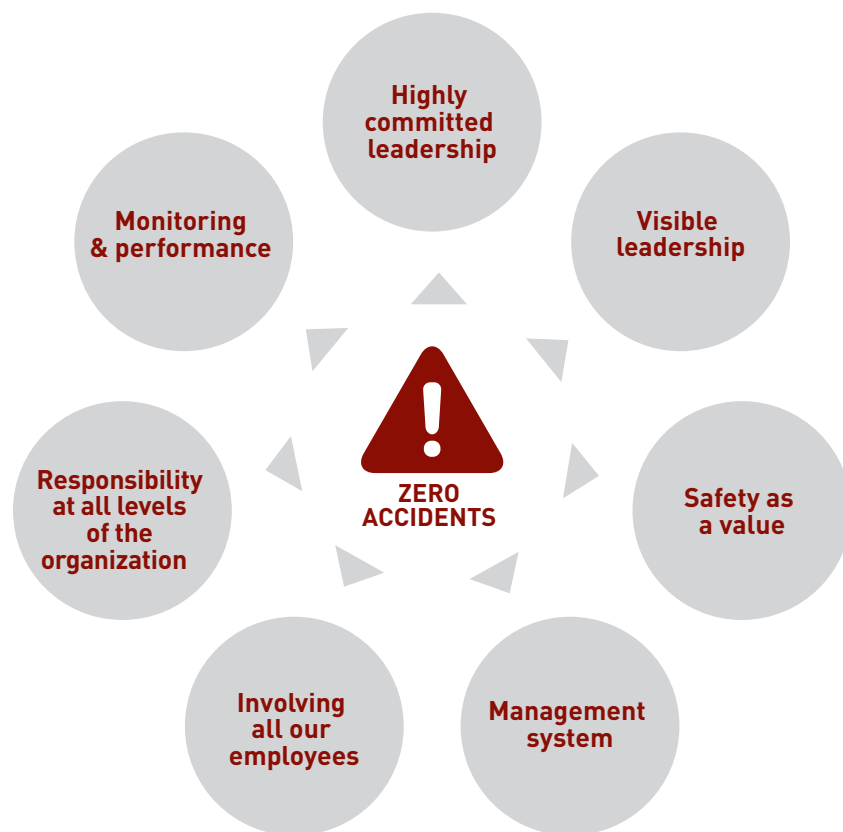 Highly
committed
leadership
Visible
leadership
Safety as
a value
Management
system
Involving
all our
employees
Responsibility
at all levels
of the
organization
Monitoring
& performance
!
ZERO
ACCIDENTS